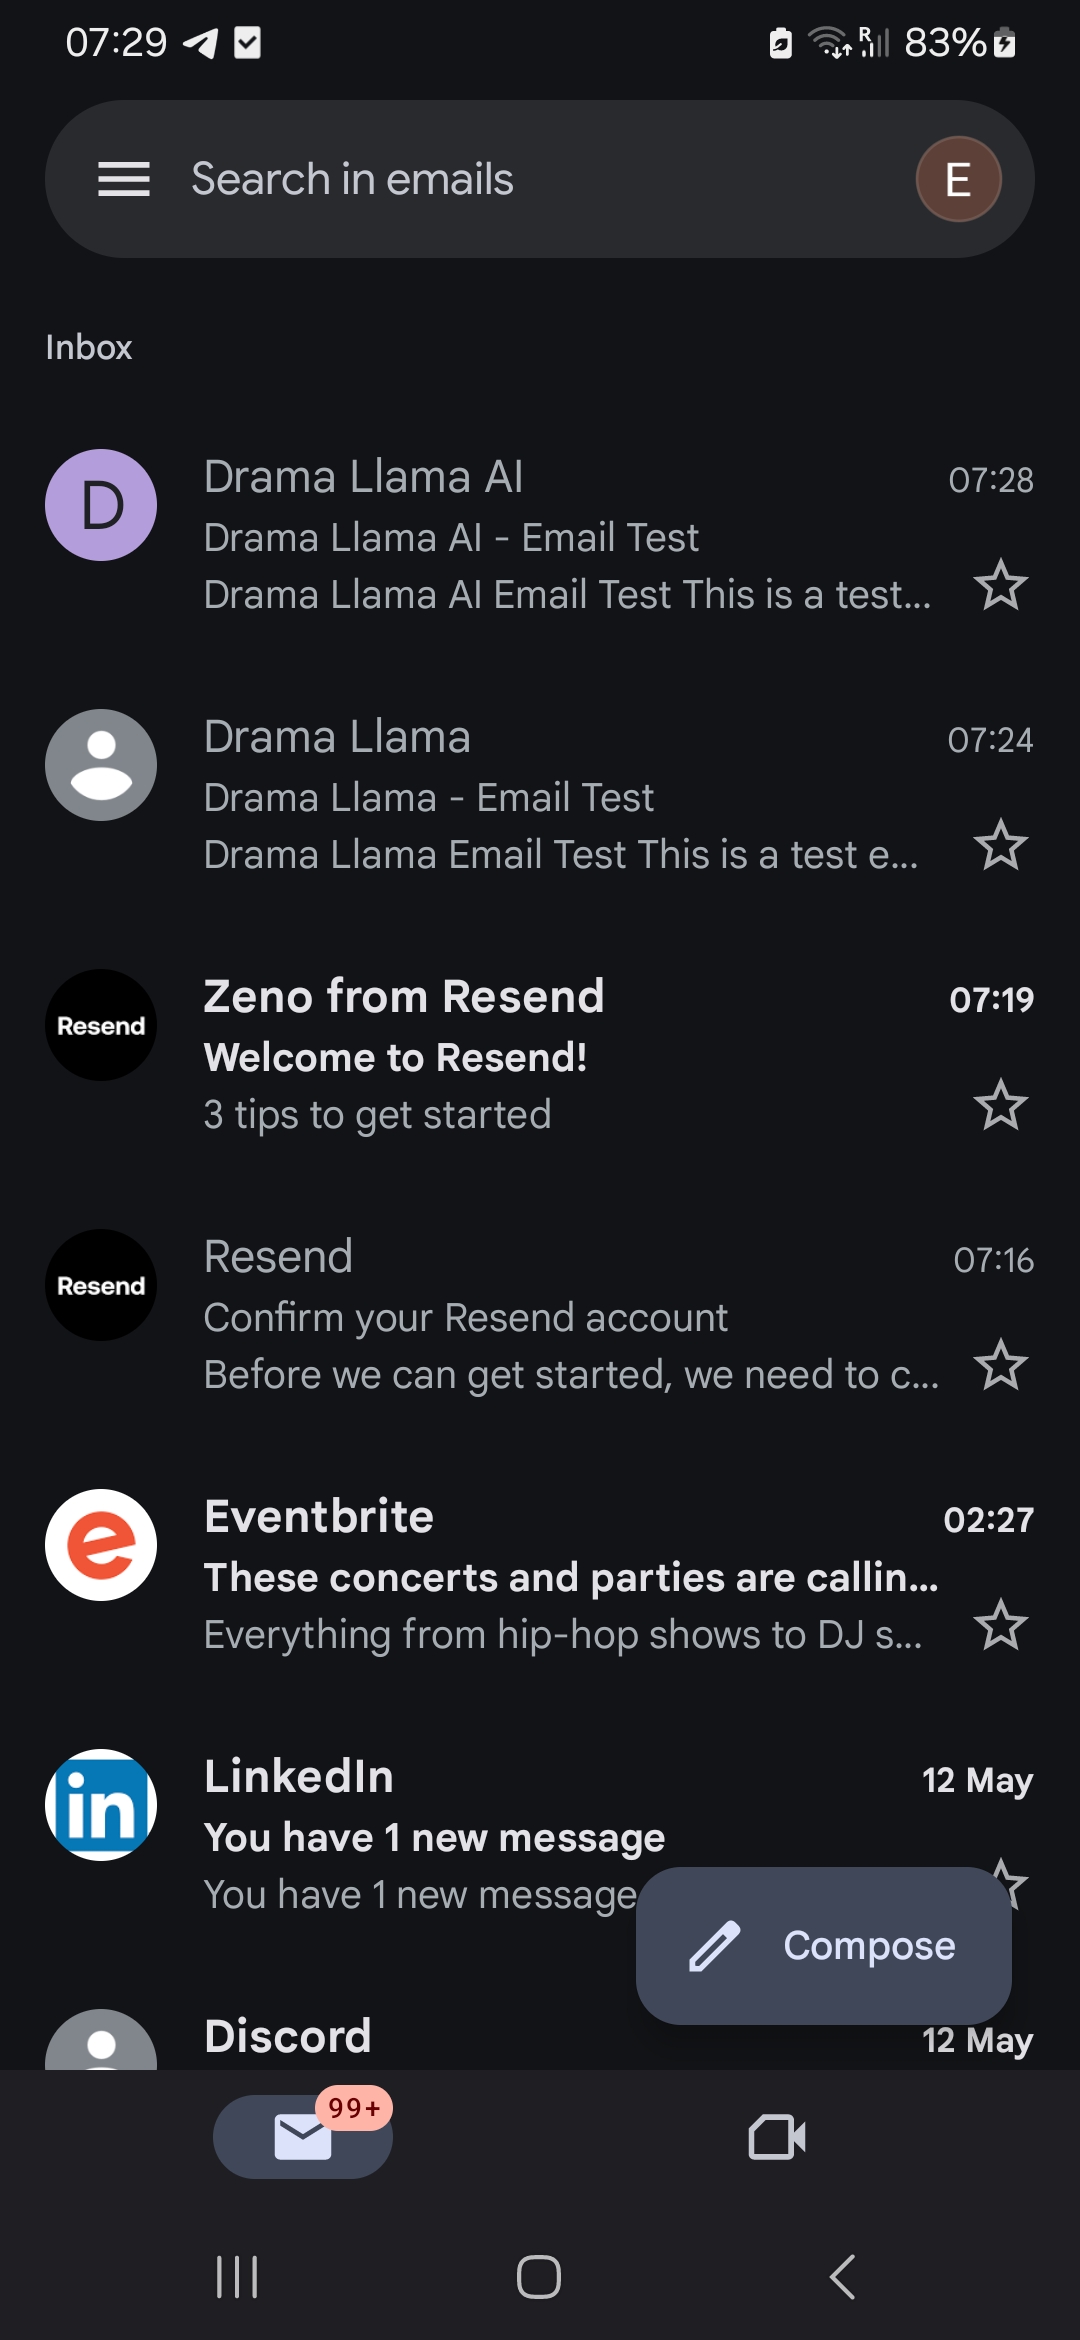 07:29
R 83%
Search in emails
E
Inbox
D
Drama Llama AI 07:28
Drama Llama AI - Email Test
Drama Llama AI Email Test This is a test...
Drama Llama 07:24
Drama Llama - Email Test
Drama Llama Email Test This is a test e...
Resend
Zeno from Resend 07:19
Welcome to Resend!
3 tips to get started
Resend
Resend 07:16
Confirm your Resend account
Before we can get started, we need to c...
e
Eventbrite 02:27
These concerts and parties are callin...
Everything from hip-hop shows to DJ s...
in
LinkedIn 12 May
You have 1 new message
You have 1 new message
Compose
Discord 12 May
99+